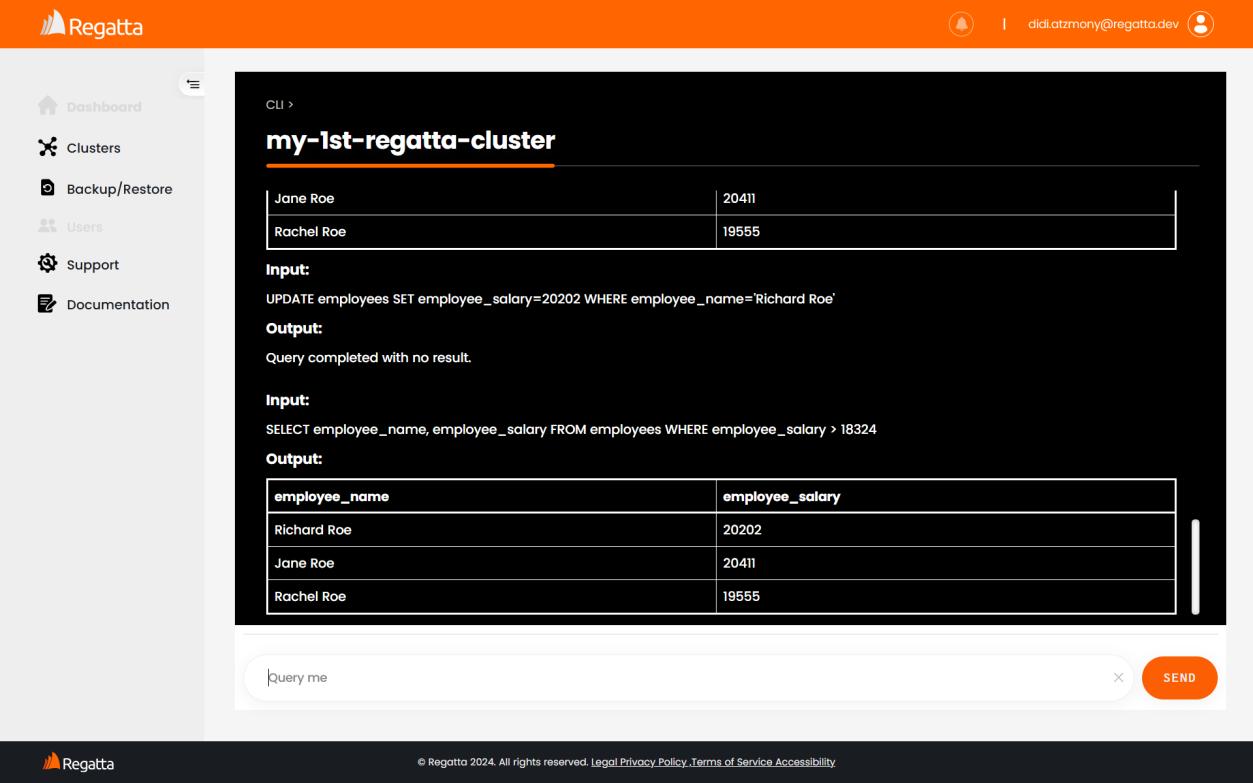 Regatta
| didi.atzmony@regatta.dev
Dashboard
Clusters
Backup/Restore
Users
Support
Documentation
CLI >
my-1st-regatta-cluster
Jane Roe 20411
Rachel Roe 19555
Input:
UPDATE employees SET employee_salary=20202 WHERE employee_name='Richard Roe'
Output:
Query completed with no result.
Input:
SELECT employee_name, employee_salary FROM employees WHERE employee_salary > 18324
Output:
employee_name employee_salary
Richard Roe 20202
Jane Roe 20411
Rachel Roe 19555
Query me
SEND
Regatta
© Regatta 2024. All rights reserved. Legal Privacy Policy ,Terms of Service Accessibility